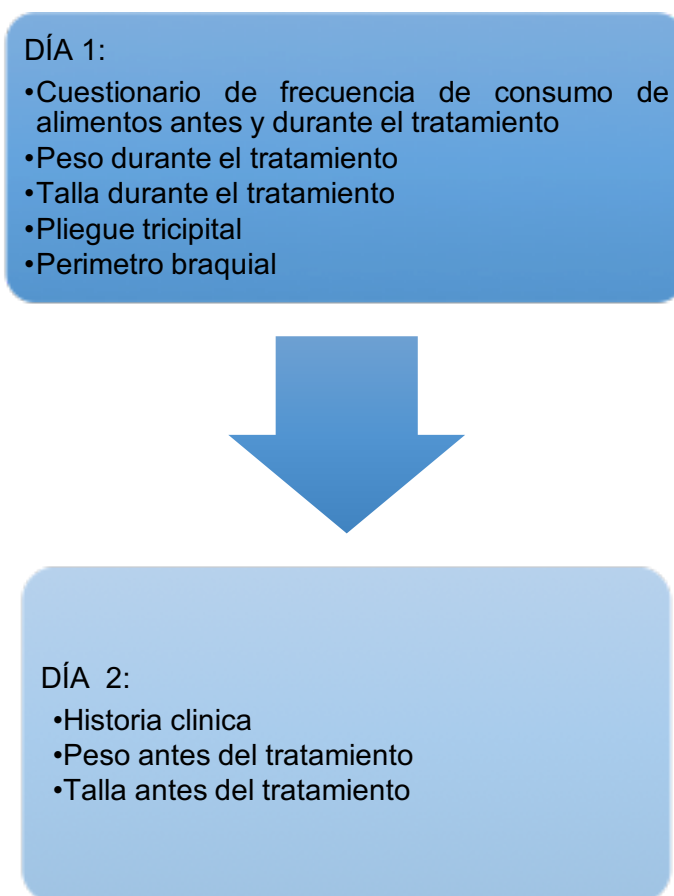 DÍA 1:
•Cuestionario de frecuencia de consumo de
alimentos antes y durante el tratamiento
•Peso durante el tratamiento
•Talla durante el tratamiento
•Pliegue tricipital
•Perimetro braquial
DÍA 2:
•Historia clinica
•Peso antes del tratamiento
•Talla antes del tratamiento